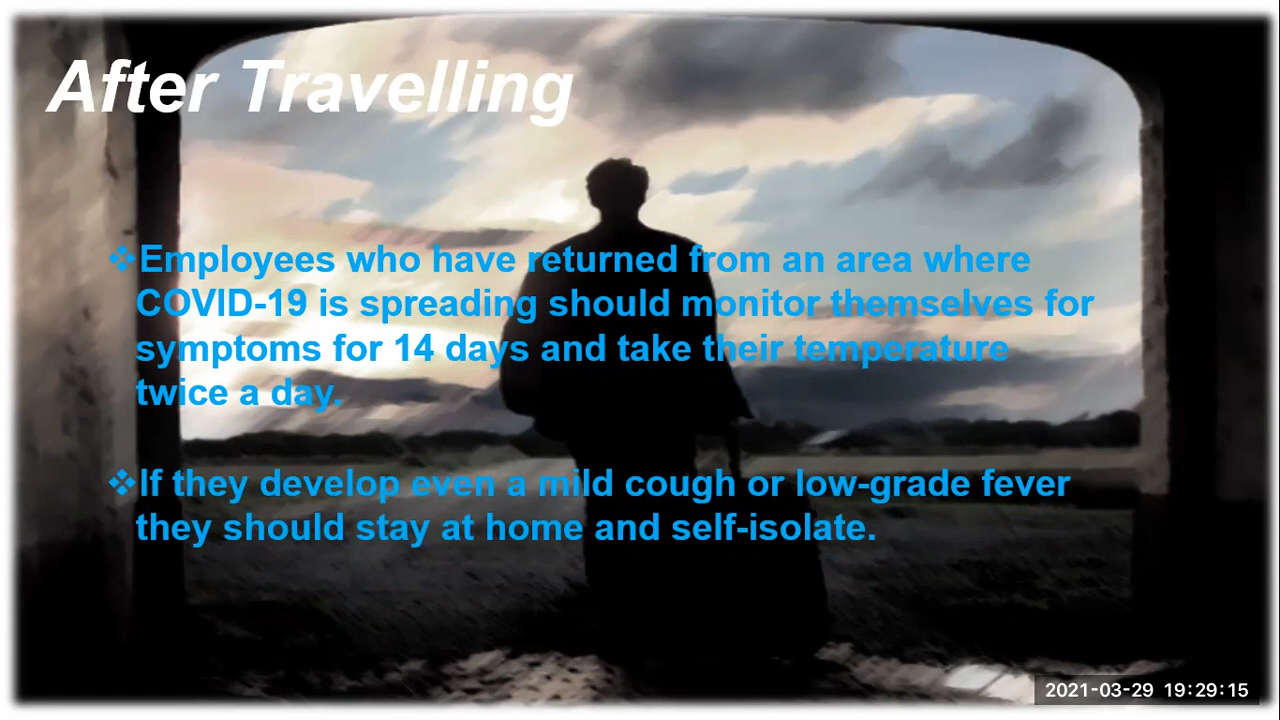 After Travelling
❖Employees who have returned from an area where
COVID-19 is spreading should monitor themselves for
symptoms for 14 days and take their temperature
twice a day.
❖If they develop even a mild cough or low-grade fever
they should stay at home and self-isolate.
2021-03-29 19:29:15